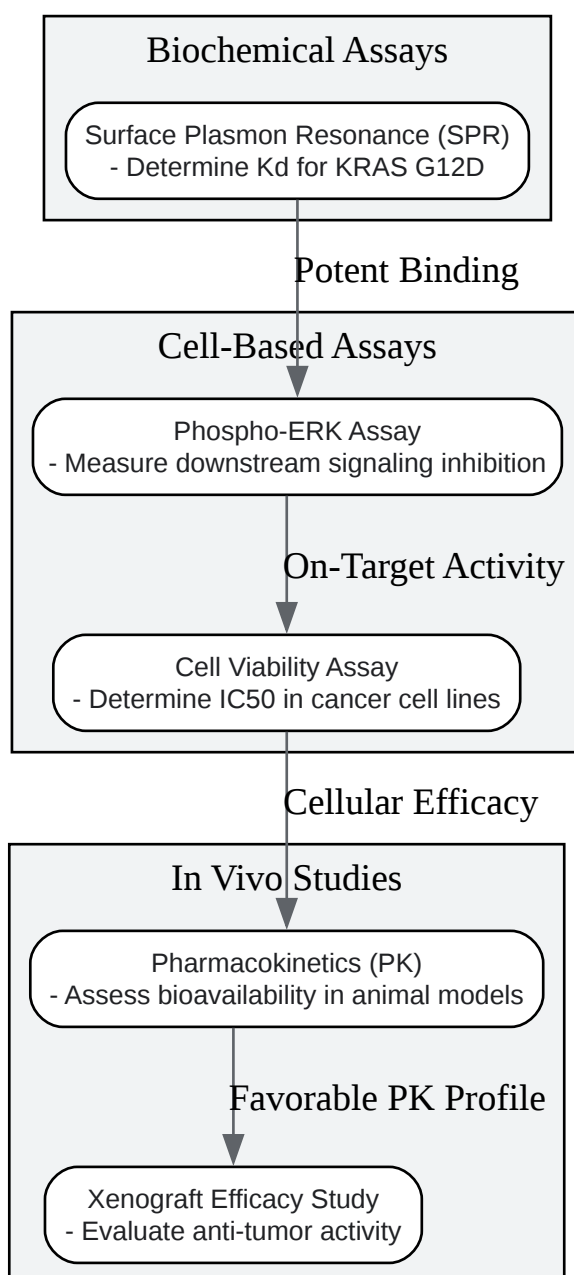 Biochemical Assays
Surface Plasmon Resonance (SPR)
- Determine Kd for KRAS G12D
Potent Binding
Cell-Based Assays
Phospho-ERK Assay
- Measure downstream signaling inhibition
On-Target Activity
Cell Viability Assay
- Determine IC50 in cancer cell lines
Cellular Efficacy
In Vivo Studies
Pharmacokinetics (PK)
- Assess bioavailability in animal models
Favorable PK Profile
Xenograft Efficacy Study
- Evaluate anti-tumor activity